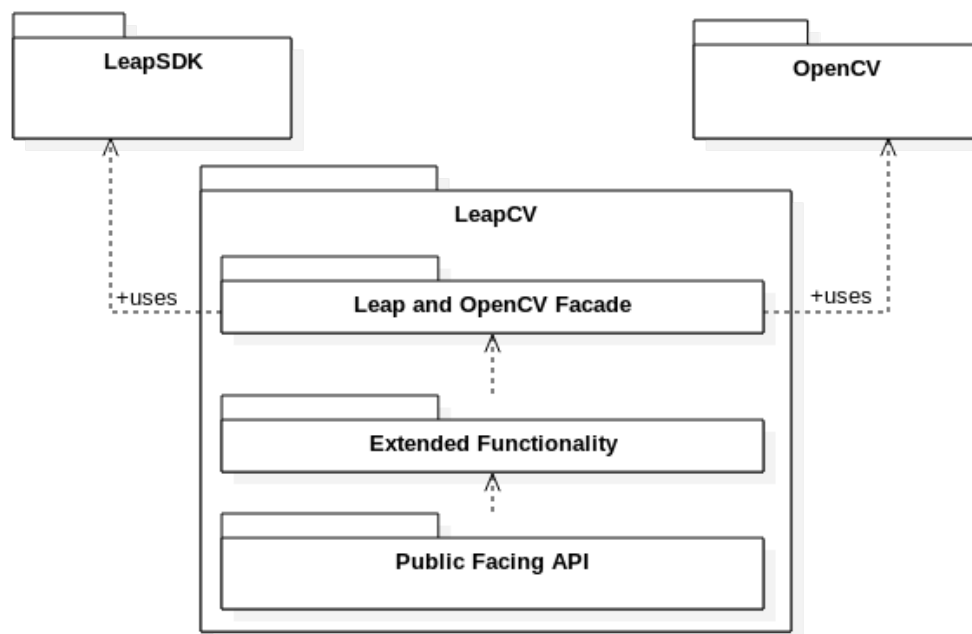 LeapSDK
OpenCV
LeapCV
+uses
Leap and OpenCV Facade
+uses
Extended Functionality
Public Facing API